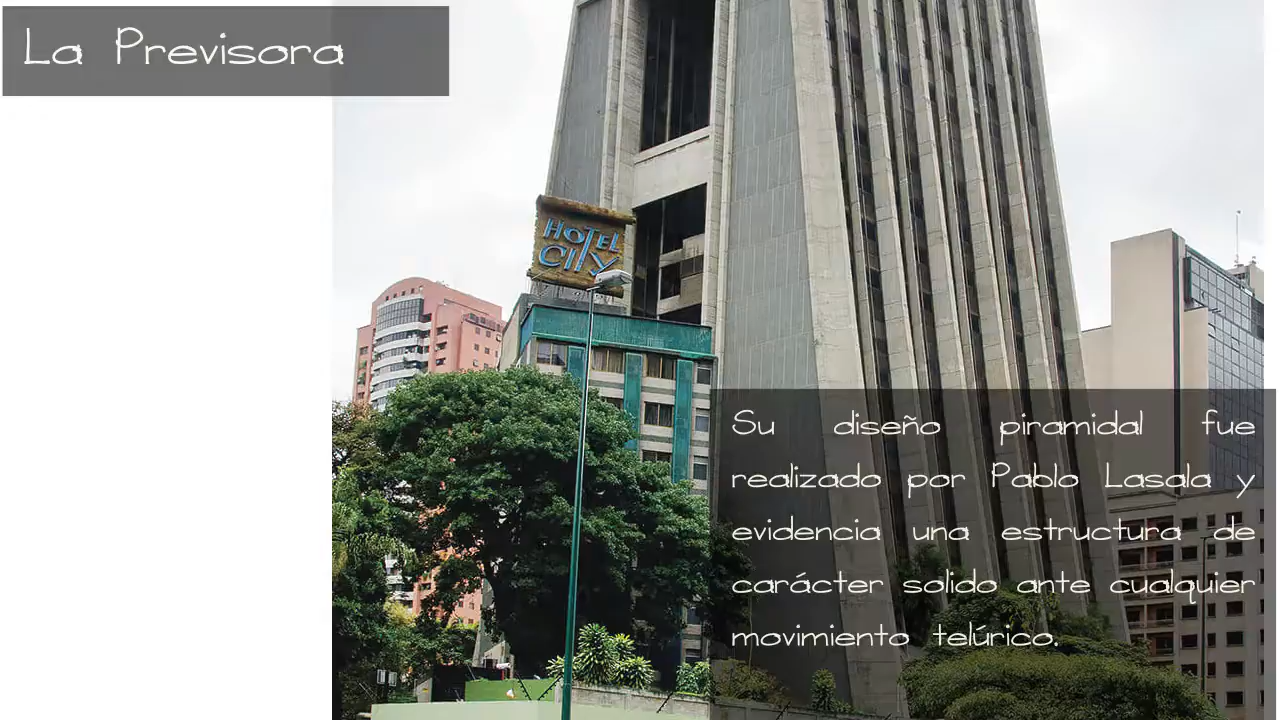 La Previsora
HOTEL
CITY
Su diseño piramidal fue
realizado por Pablo Lasala y
evidencia una estructura de
carácter solido ante cualquier
movimiento telúrico.